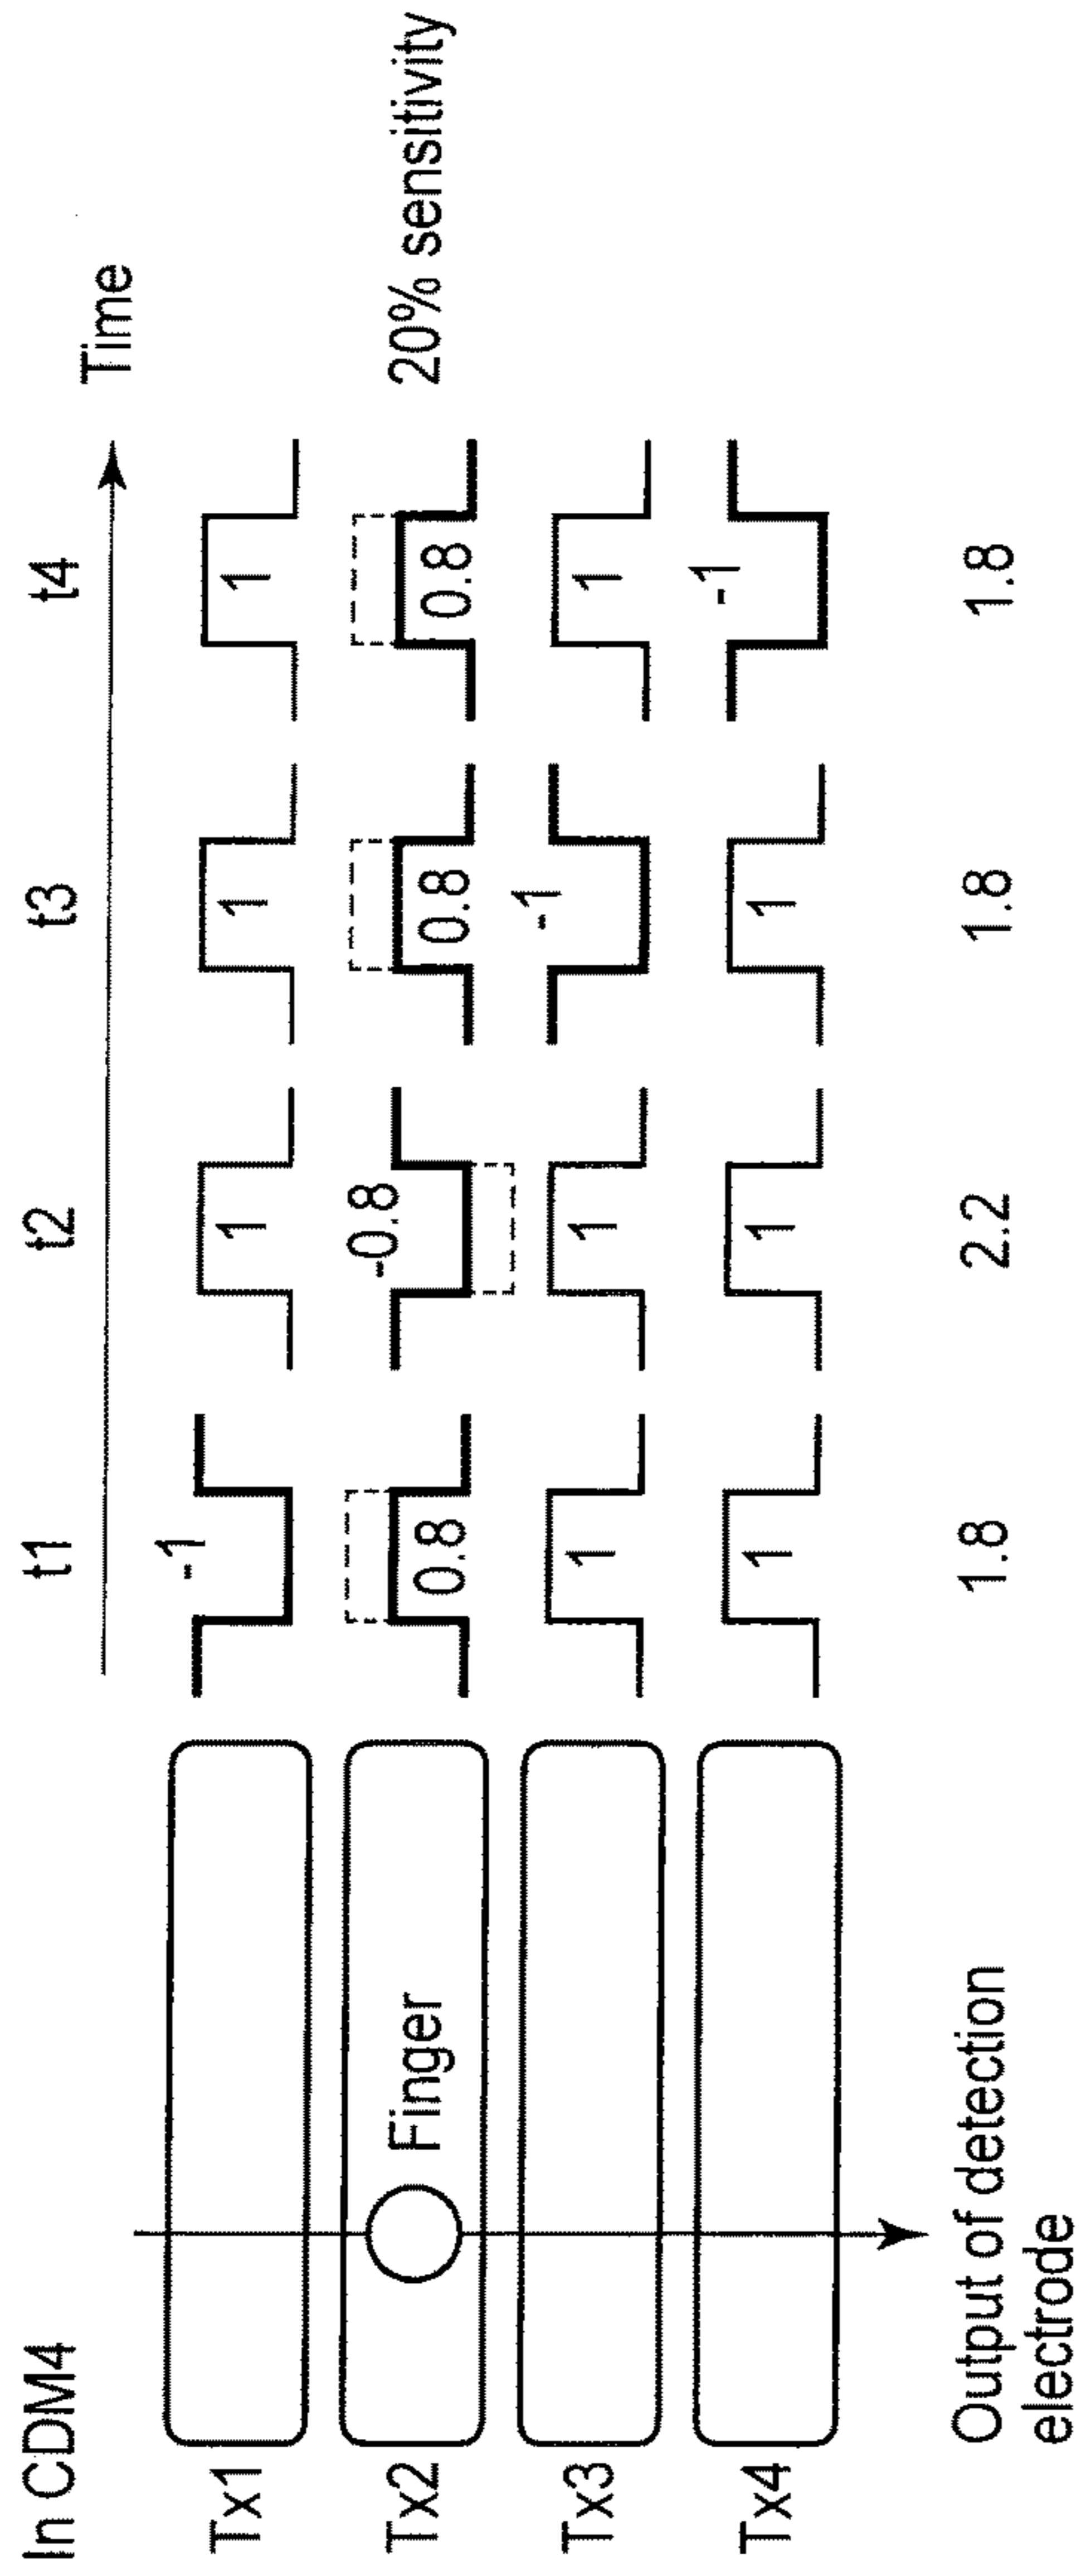 In CDM4
t1 t2 t3 t4 Time
Tx1 -1 1 1 1
Tx2 Finger 0.8 -0.8 0.8 0.8 20% sensitivity
Tx3 1 1 -1 1
Tx4 1 1 1 -1
Output of detection
electrode
1.8 2.2 1.8 1.8